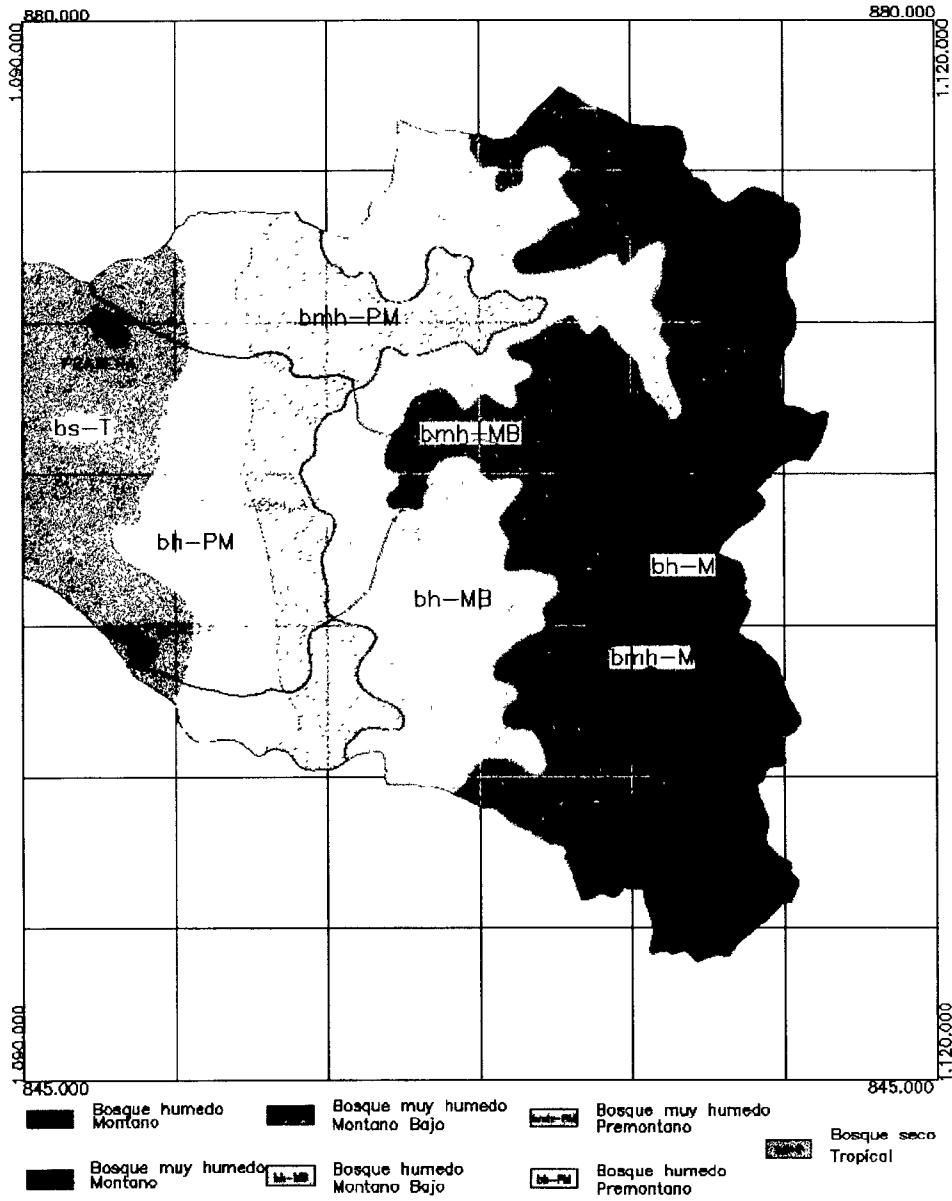 880.000
880.000
1.090.000
1.120.000
bmh-PM
bs-T
bmh-MB
bh-PM
bh-M
bh-MB
bmh-M
1.090.000
1.120.000
845.000
845.000
Bosque humedo
Montano
Bosque muy humedo
Montano Bajo
bmh-PM
Bosque muy humedo
Premontano
Bosque seco
Tropical
Bosque muy humedo
Montano
bh-MB
Bosque humedo
Montano Bajo
bh-PM
Bosque humedo
Premontano